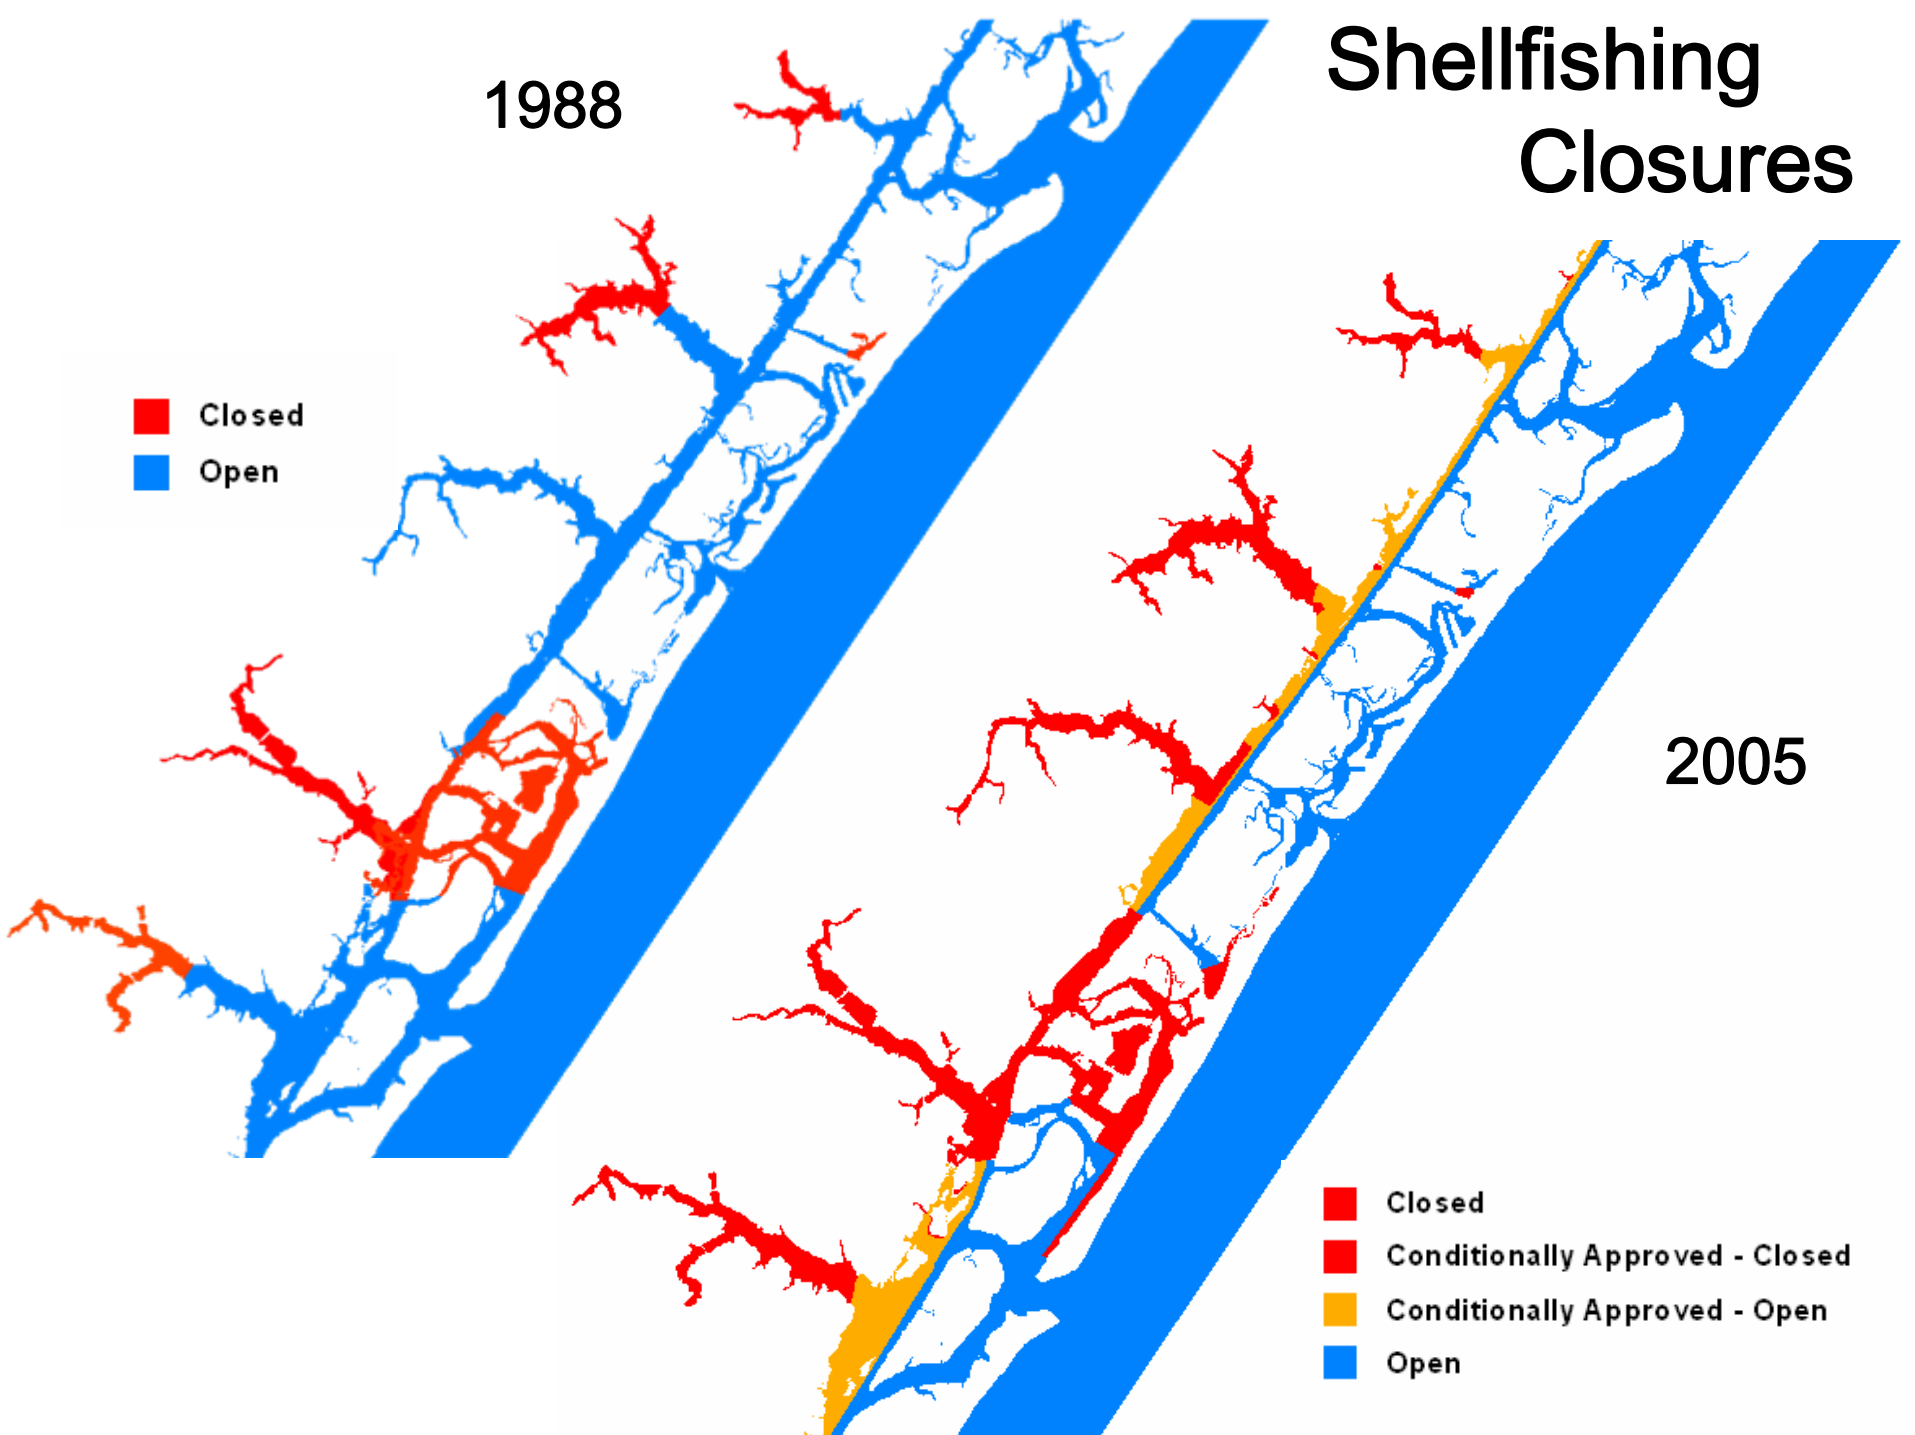 Shellfishing
Closures
1988
Closed
Open
2005
Closed
Conditionally Approved - Closed
Conditionally Approved - Open
Open